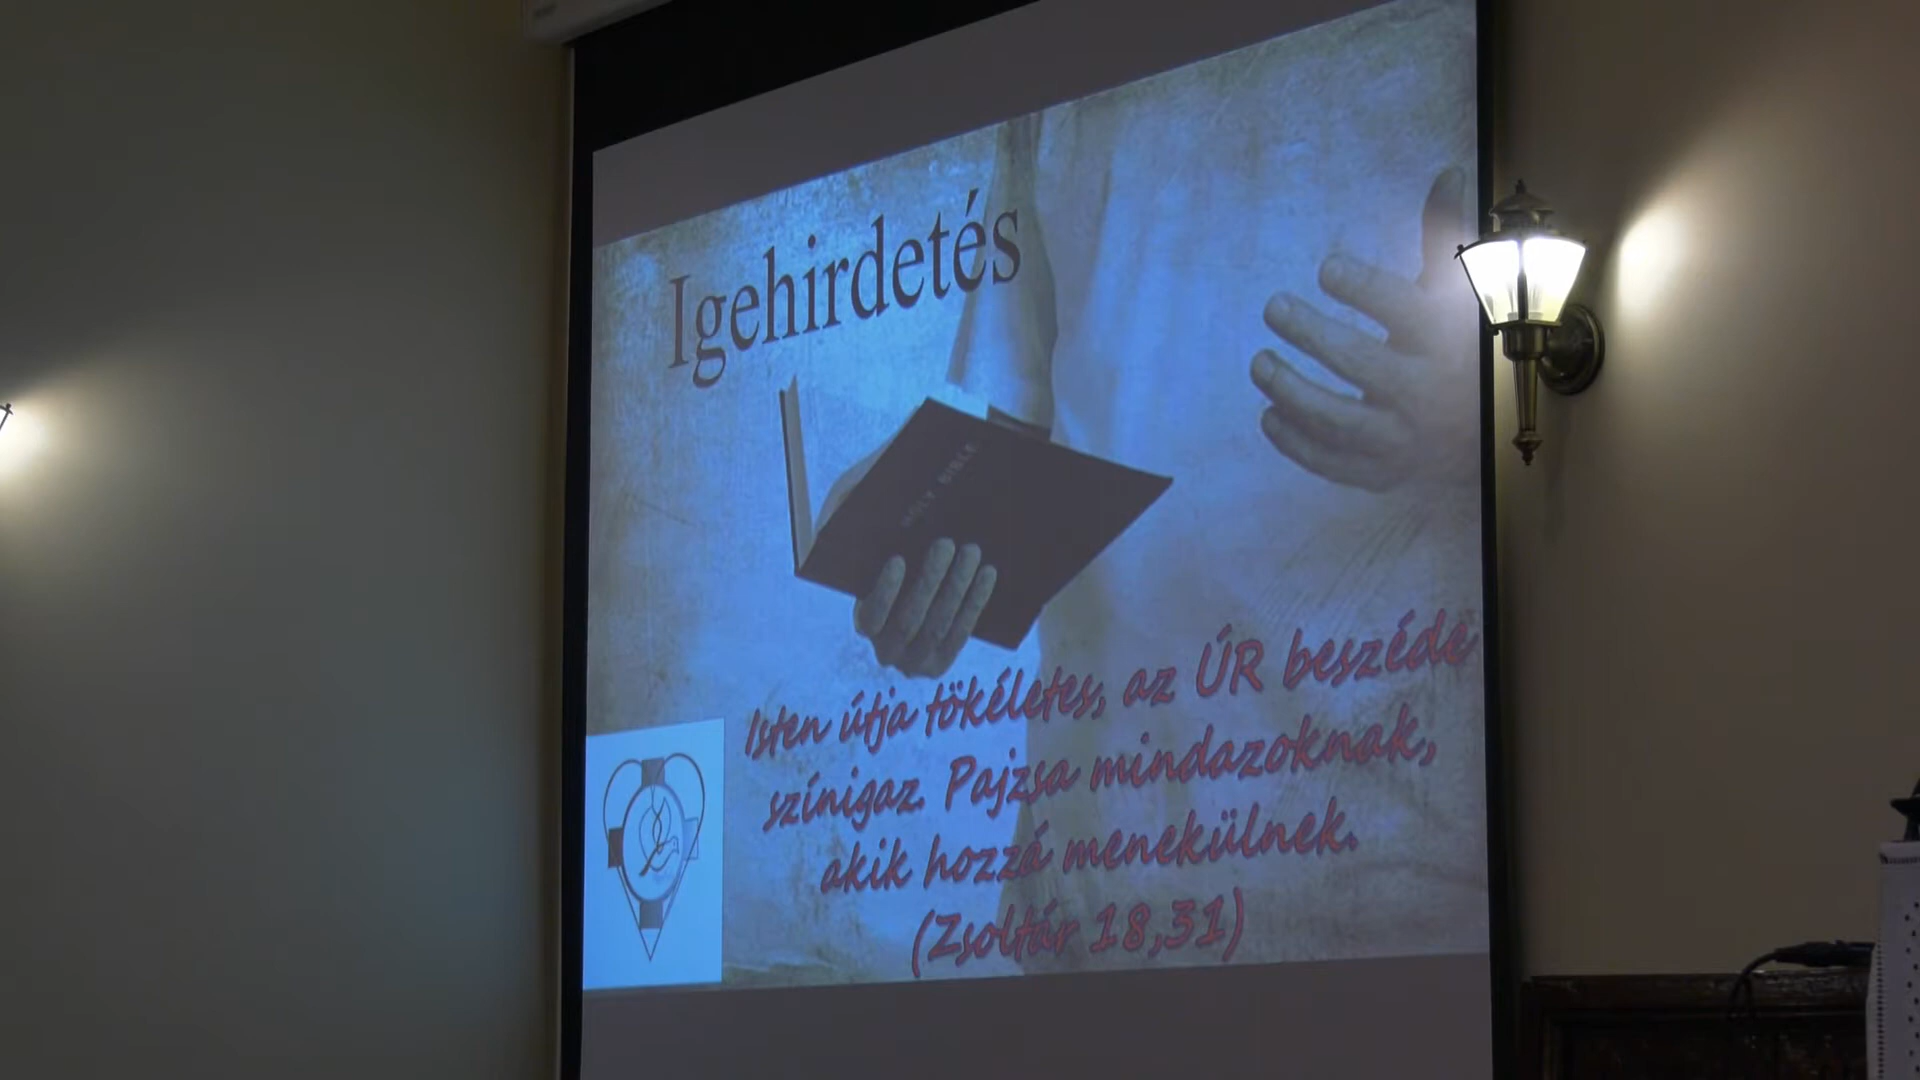 Igehirdetés
HOLY BIBLE
Isten útja tökéletes, az ÚR beszéde
színigaz. Pajzsa mindazoknak,
akik hozzá menekülnek.
(Zsoltár 18,31)